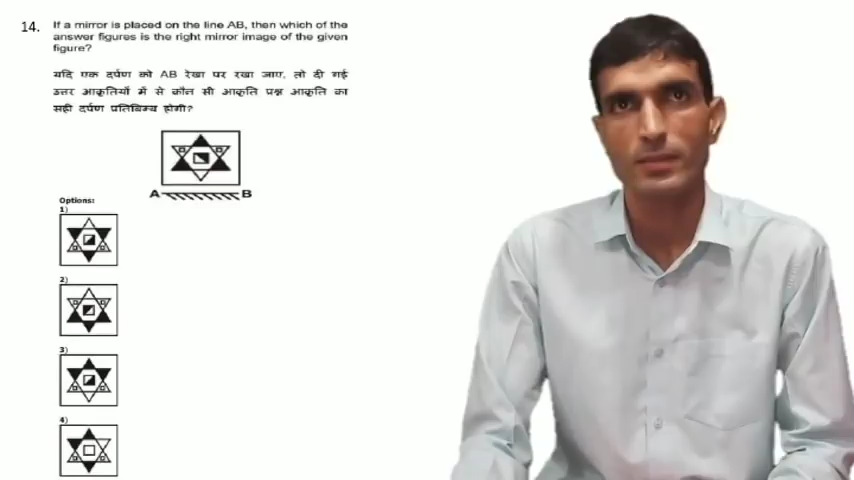 14. If a mirror is placed on the line AB, then which of the
answer figures is the right mirror image of the given
figure?
यदि एक दर्पण को AB रेखा पर रखा जाए, तो दी गई
उत्तर आकृतियों में से कौन सी आकृति प्रश्न आकृति का
सही दर्पण प्रतिबिम्ब होगी?
A B
Options:
1)
2)
3)
4)